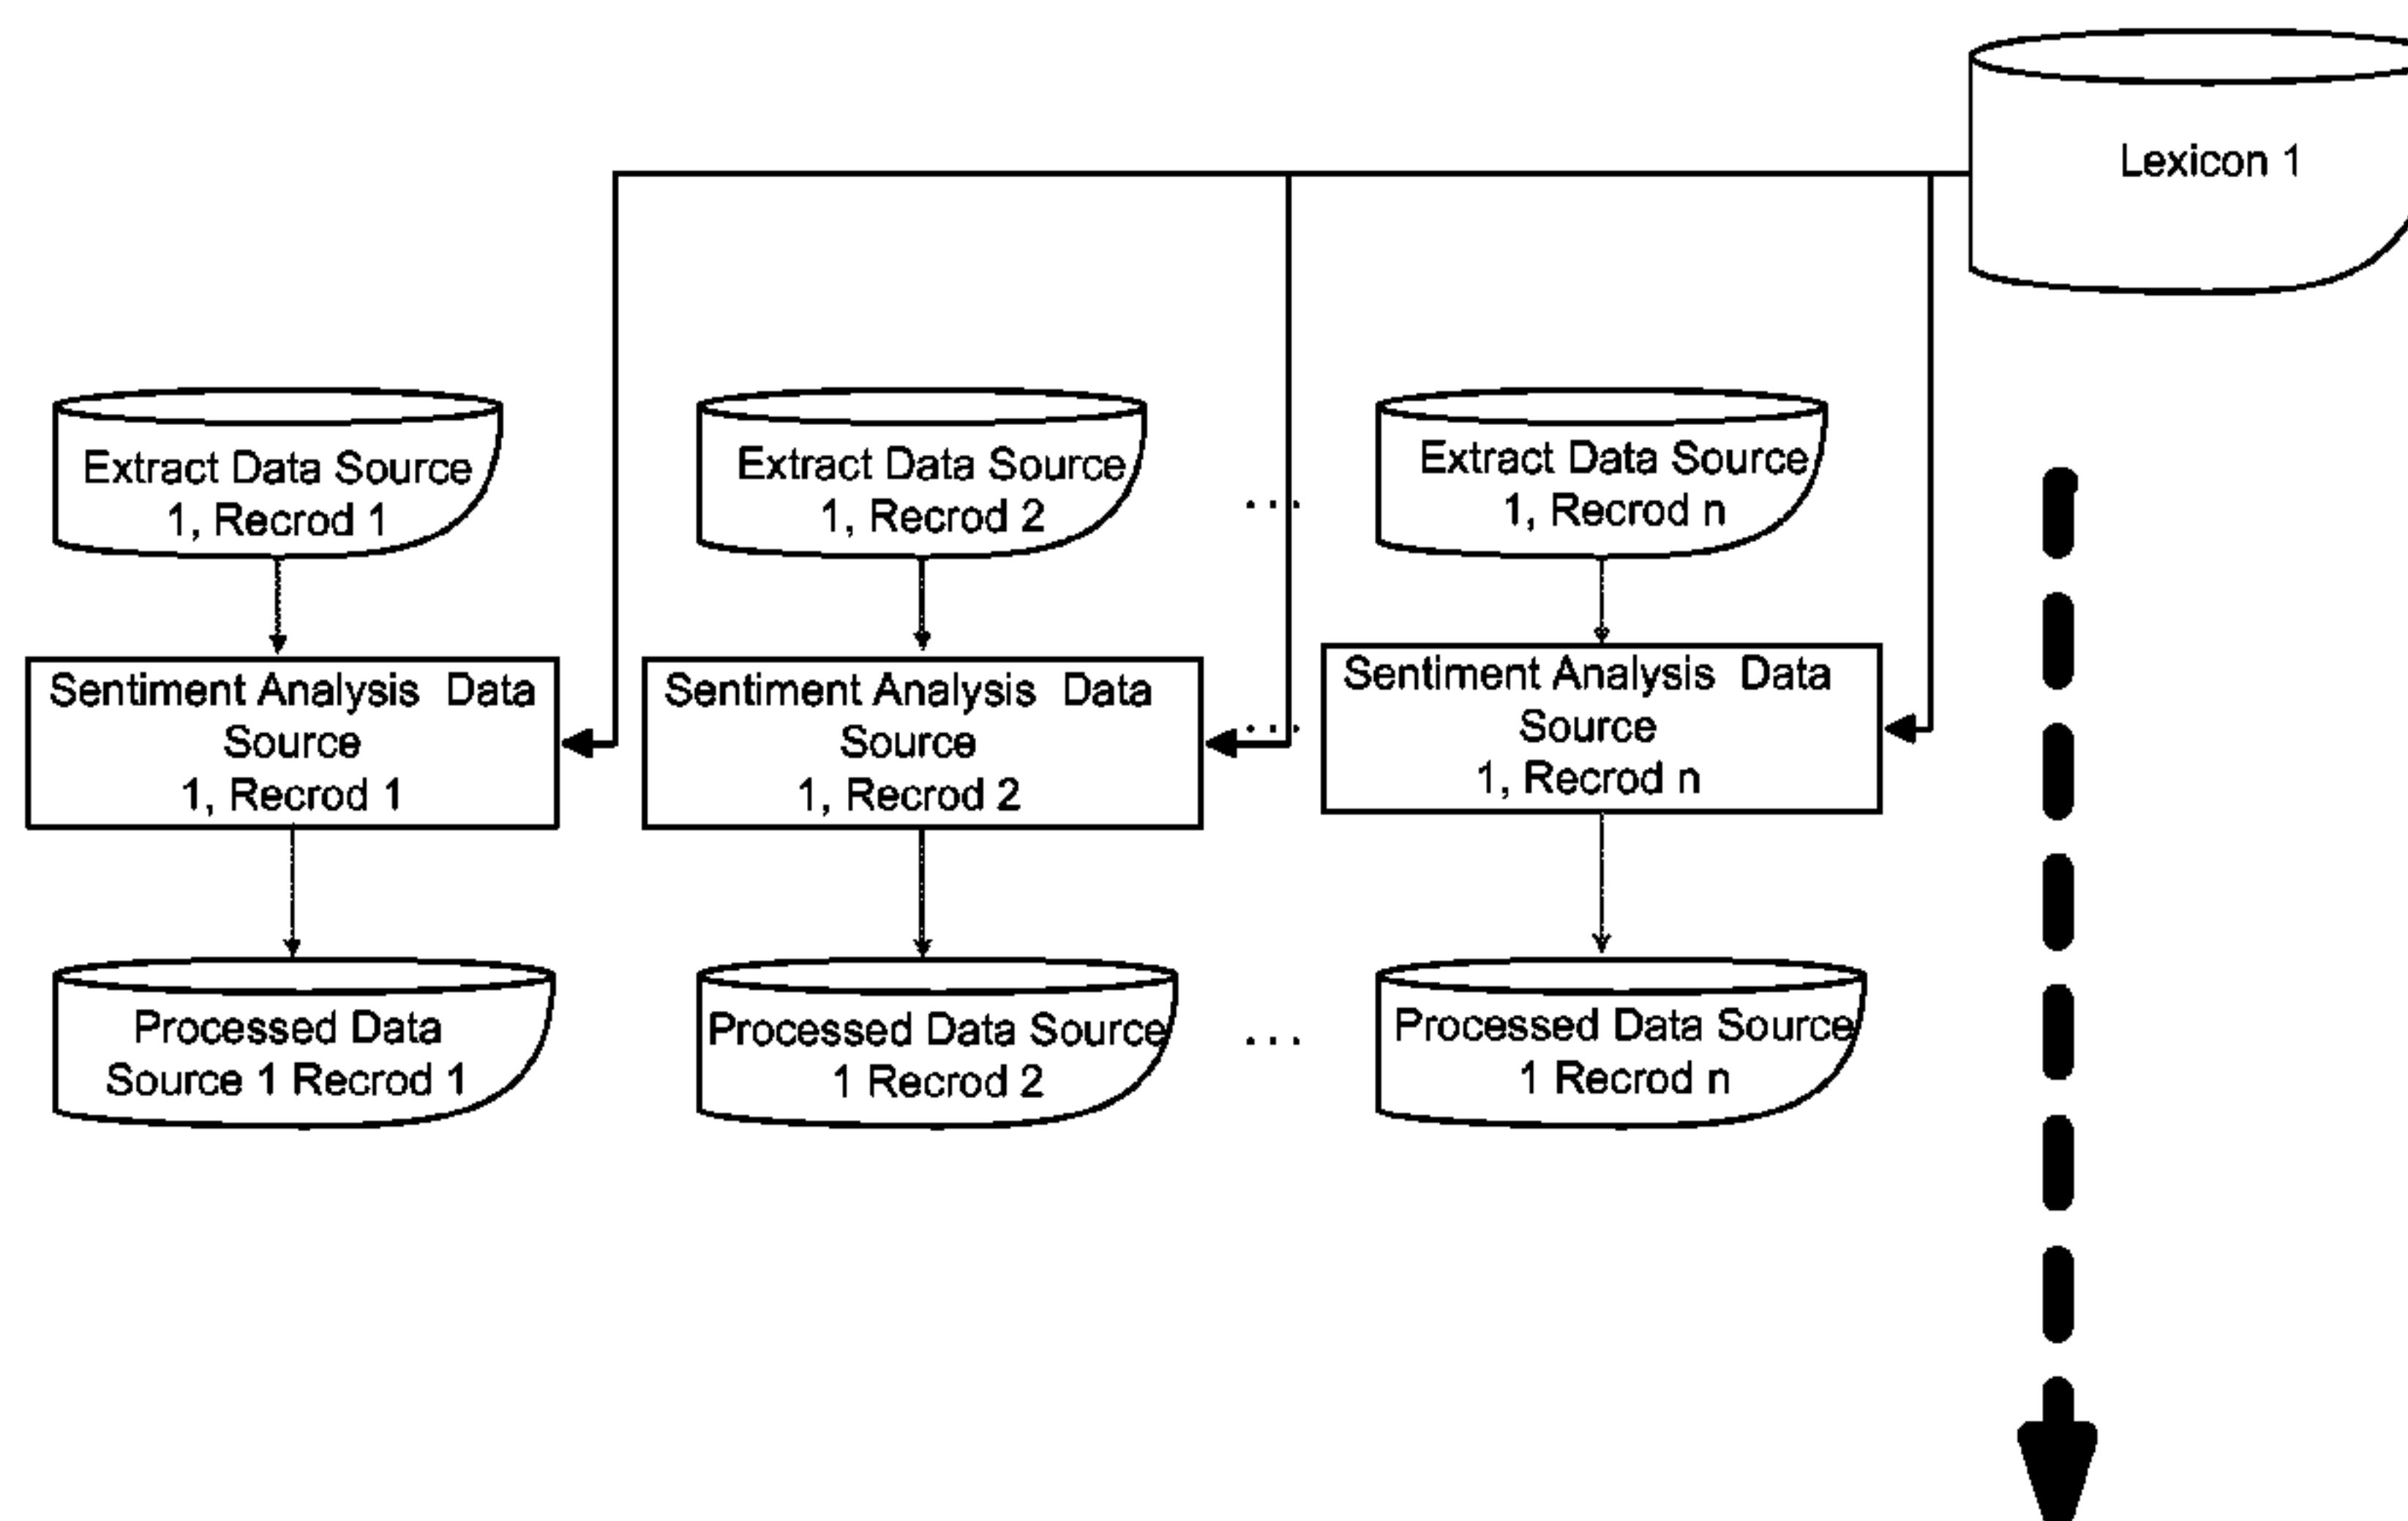 Lexicon 1
Extract Data Source
1, Recrod 1
Extract Data Source
1, Recrod 2
...
Extract Data Source
1, Recrod n
Sentiment Analysis  Data
Source
1, Recrod 1
Sentiment Analysis  Data
Source
1, Recrod 2
...
Sentiment Analysis  Data
Source
1, Recrod n
Processed Data
Source 1 Recrod 1
Processed Data Source
1 Recrod 2
...
Processed Data Source
1 Recrod n